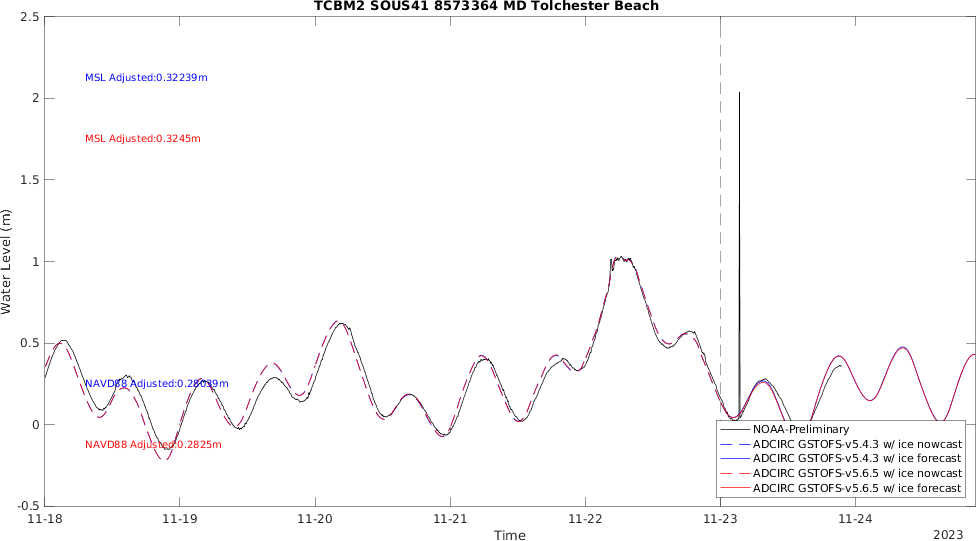 TCBM2 SOUS41 8573364 MD Tolchester Beach
2.5
2
1.5
1
0.5
0
-0.5
Water Level (m)
MSL Adjusted:0.32239m
MSL Adjusted:0.3245m
NAVD88 Adjusted:0.28039m
NAVD88 Adjusted:0.2825m
NOAA-Preliminary
ADCIRC GSTOFS-v5.4.3 w/ ice nowcast
ADCIRC GSTOFS-v5.4.3 w/ ice forecast
ADCIRC GSTOFS-v5.6.5 w/ ice nowcast
ADCIRC GSTOFS-v5.6.5 w/ ice forecast
11-18 11-19 11-20 11-21 11-22 11-23 11-24
Time
2023